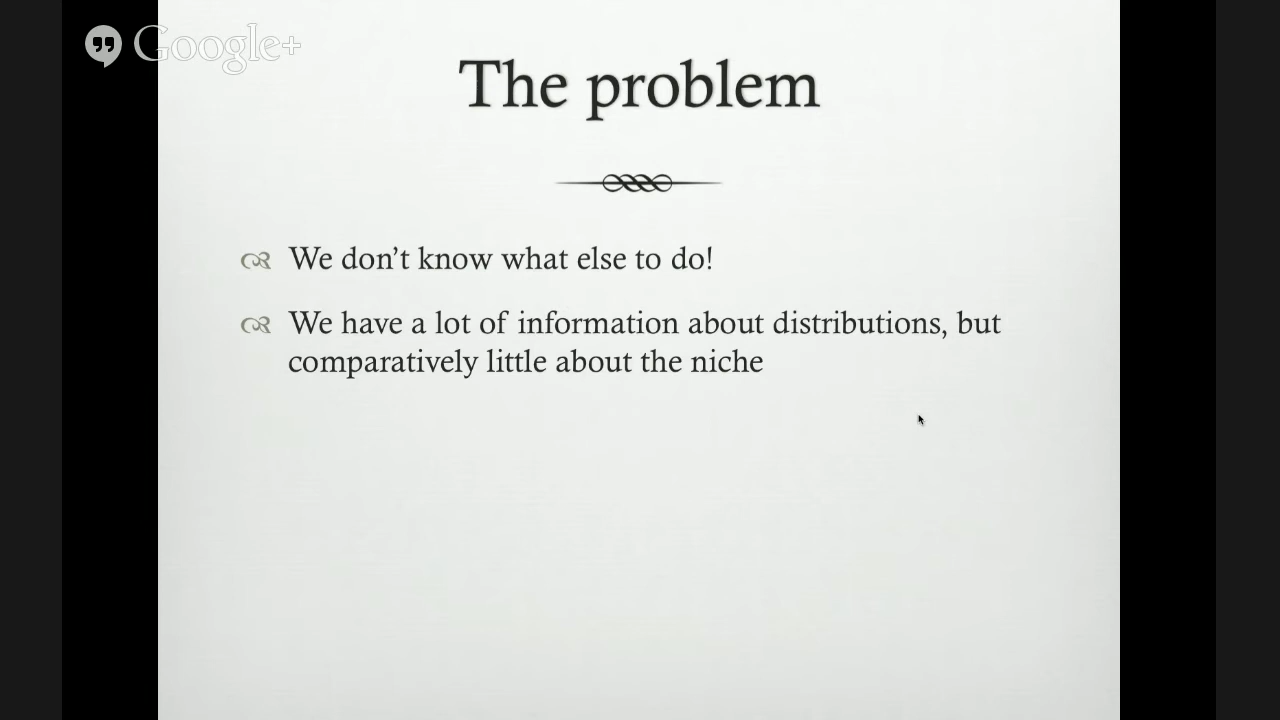 Google+
The problem
We don't know what else to do!
We have a lot of information about distributions, but
comparatively little about the niche